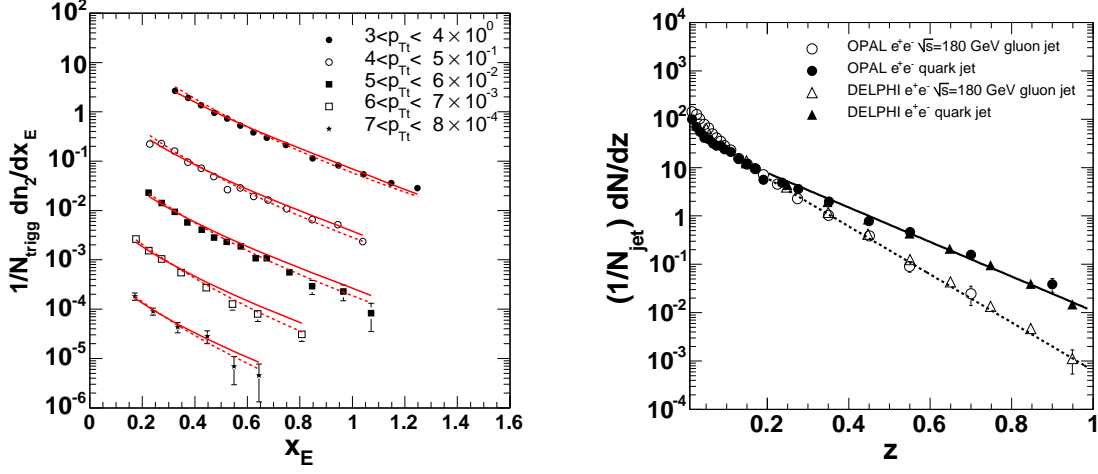 10²
10
1
10⁻¹
10⁻²
10⁻³
10⁻⁴
10⁻⁵
10⁻⁶
1/N_trigg dn₂/dx_E
3<p_Tt< 4 × 10⁰
4<p_Tt< 5 × 10⁻¹
5<p_Tt< 6 × 10⁻²
6<p_Tt< 7 × 10⁻³
7<p_Tt< 8 × 10⁻⁴
0 0.2 0.4 0.6 0.8 1 1.2 1.4 1.6
x_E
10⁴
10³
10²
10
1
10⁻¹
10⁻²
10⁻³
10⁻⁴
(1/N_jet) dN/dz
OPAL e⁺e⁻ √s=180 GeV gluon jet
OPAL e⁺e⁻ quark jet
DELPHI e⁺e⁻ √s=180 GeV gluon jet
DELPHI e⁺e⁻ quark jet
0.2 0.4 0.6 0.8 1
z